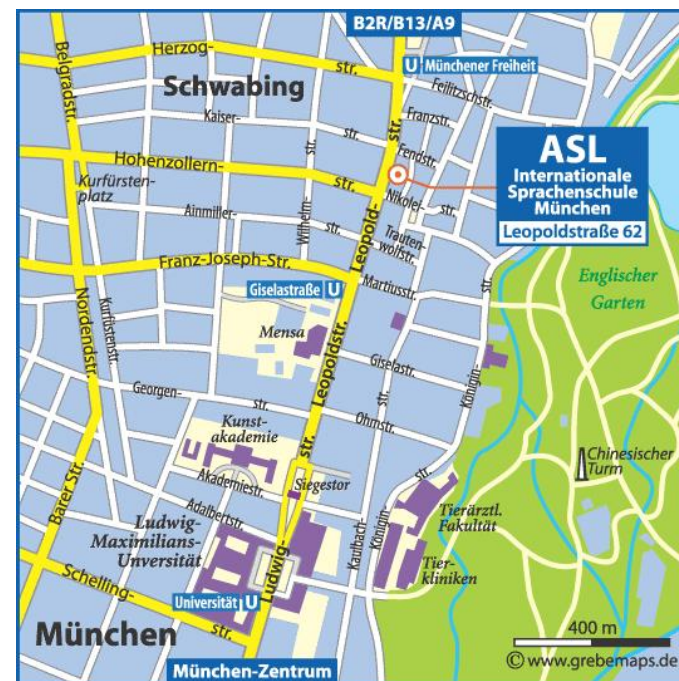 B2R/B13/A9
Belgradstr.
Herzog-
str.
U Münchener Freiheit
Schwabing
Feilitzschstr.
Kaiser-
str.
Franzstr.
str.
Fendstr.
ASL
Internationale
Sprachenschule
München
Leopoldstraße 62
Hohenzollern-
str.
Kurfürsten-
platz
Nikolei-
str.
Ainmiller-
str.
Wilhelm-
str.
Leopold-
Trauten-
wolfstr.
Franz-Joseph-Str.
Martiusstr.
Englischer
Garten
Giselastraße U
Nordendstr.
Kurfürstenstr.
Mensa
Leopoldstr.
Giselastr.
str.
Königin-
str.
Georgen-
str.
Ohmstr.
Kunst-
akademie
str.
Chinesischer
Turm
Barer Str.
Akademiestr.
Siegestor
str.
Adalbertstr.
Tierärztl.
Fakultät
Ludwig-
Maximilians-
Unversität
Ludwig-
Kaulbach-
Königin-
Tier-
kliniken
Schelling-
str.
Universität U
München
400 m
München-Zentrum
© www.grebemaps.de